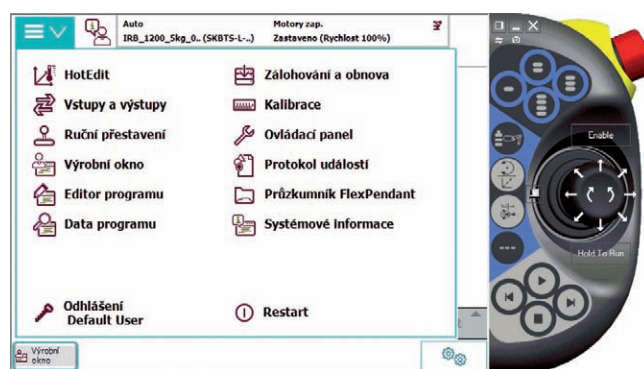 Auto
IRB_1200_5kg_0.. (SKBTS-L-..)
Motory zap.
Zastaveno (Rychlost 100%)
HotEdit
Vstupy a výstupy
Ruční přestavení
Výrobní okno
Editor programu
Data programu
Zálohování a obnova
Kalibrace
Ovládací panel
Protokol událostí
Průzkumník FlexPendant
Systémové informace
Odhlášení
Default User
Restart
Výrobní
okno
Enable
Hold To Run